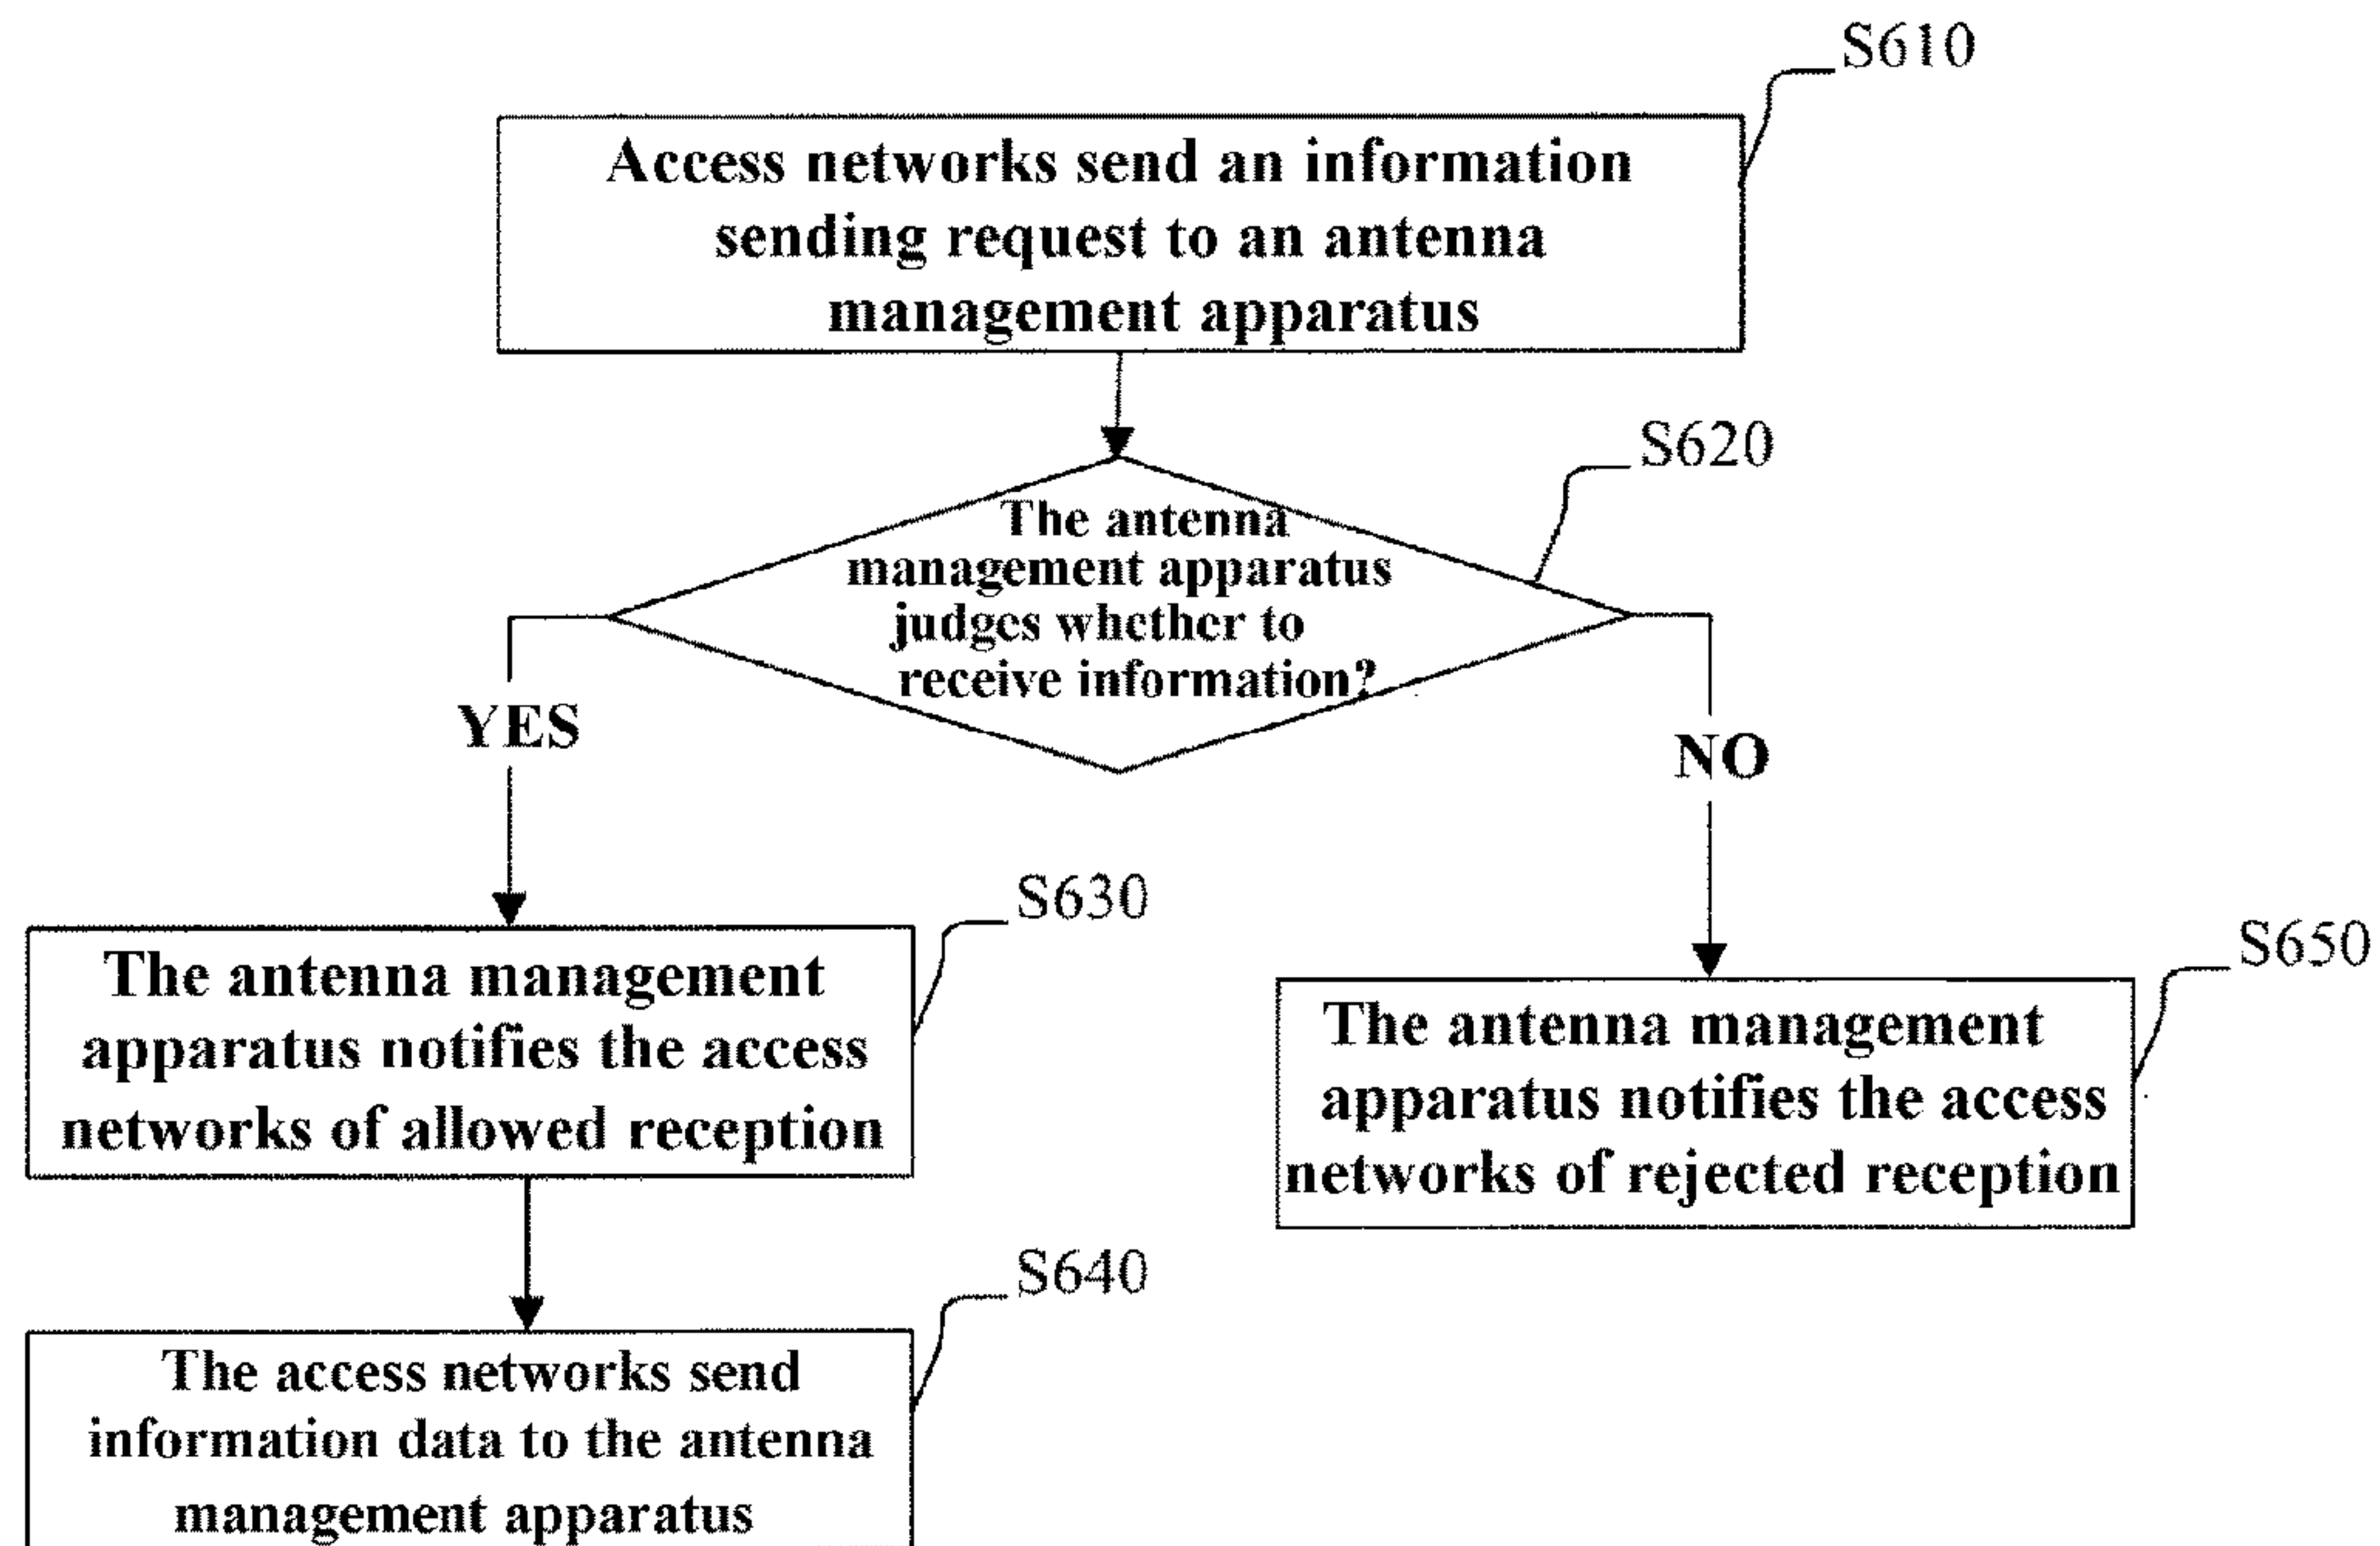 S610
Access networks send an information
sending request to an antenna
management apparatus
S620
The antenna
management apparatus
judges whether to
receive information?
YES
NO
S630
The antenna management
apparatus notifies the access
networks of allowed reception
S650
The antenna management
apparatus notifies the access
networks of rejected reception
S640
The access networks send
information data to the antenna
management apparatus